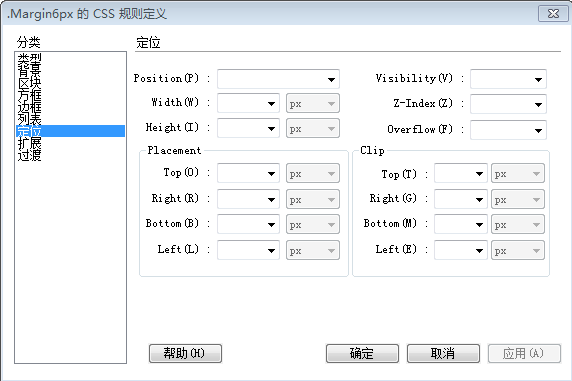 .Margin6px 的 CSS 规则定义
分类
类型
背景
区块
方框
边框
列表
定位
扩展
过渡
定位
Position(P) :
Visibility(V) :
Width(W) : px
Z-Index(Z) :
Height(I) : px
Overflow(F) :
Placement
Top(O) : px
Right(R) : px
Bottom(B) : px
Left(L) : px
Clip
Top(T) : px
Right(G) : px
Bottom(M) : px
Left(E) : px
帮助(H)
确定
取消
应用(A)